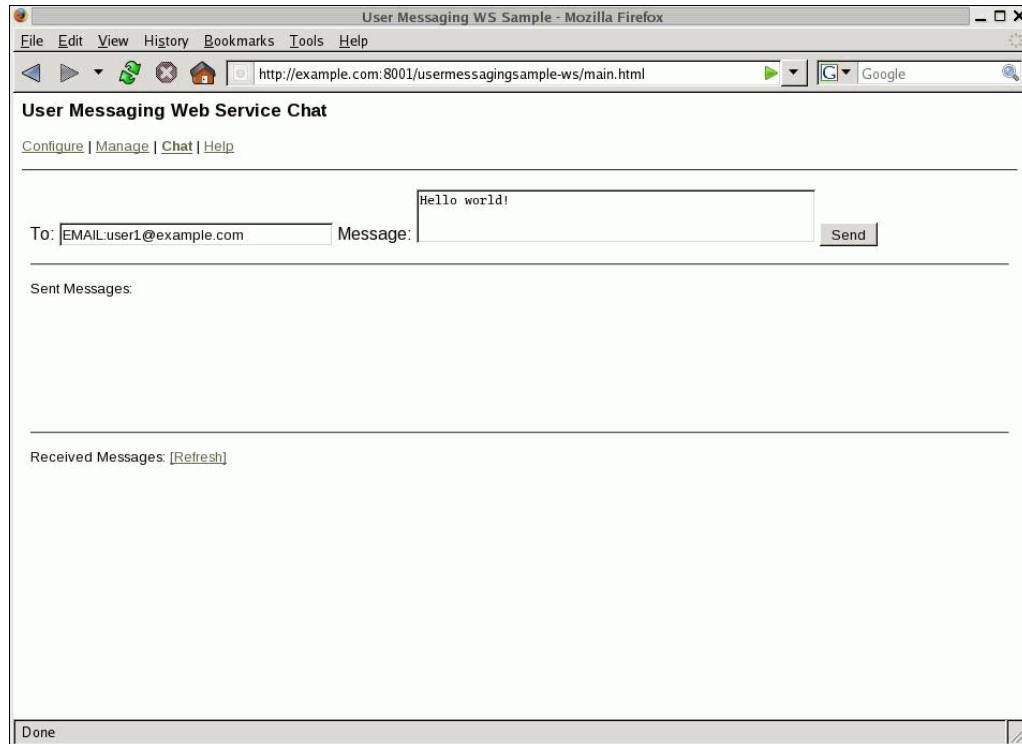 User Messaging WS Sample - Mozilla Firefox
File Edit View History Bookmarks Tools Help
http://example.com:8001/usermessagingsample-ws/main.html G Google
User Messaging Web Service Chat
Configure | Manage | Chat | Help
To: EMAIL:user1@example.com Message: Hello world! Send
Sent Messages:
Received Messages: [Refresh]
Done